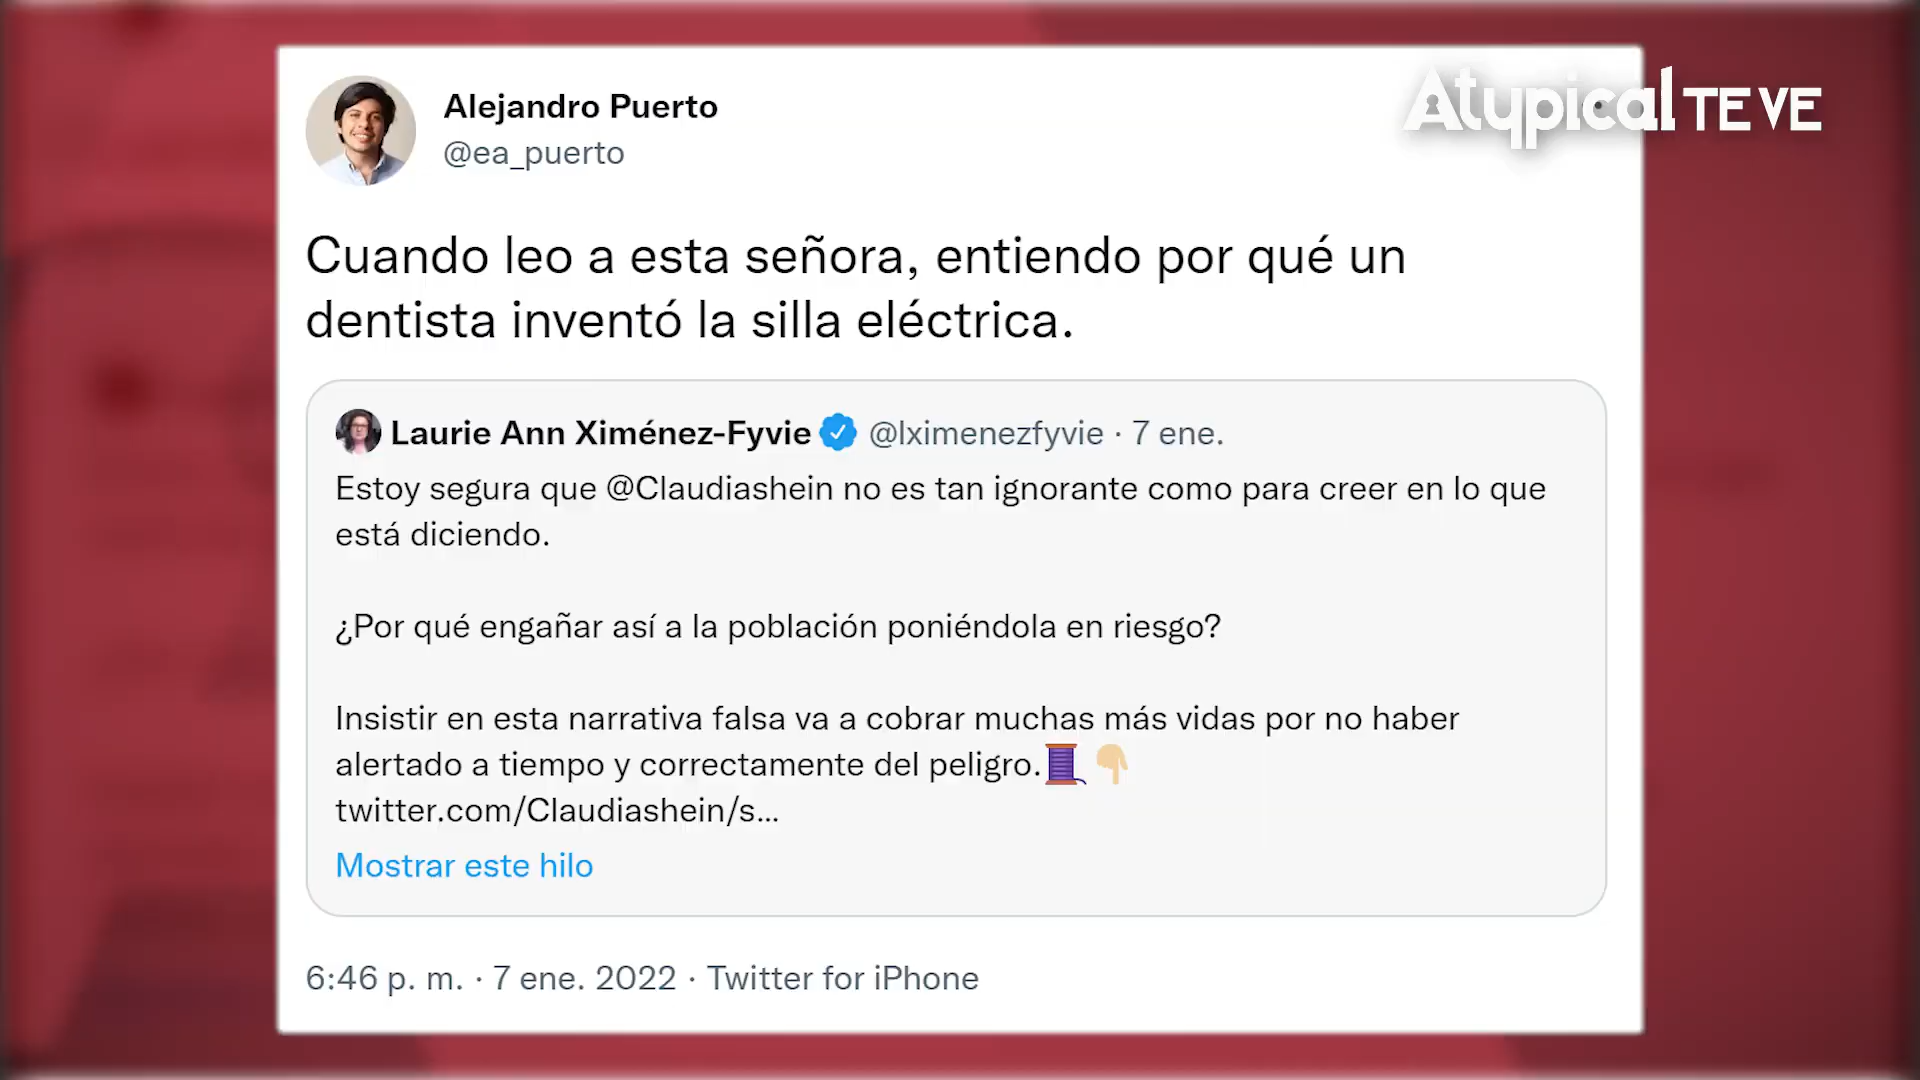 Atypical TE VE
Alejandro Puerto
@ea_puerto
Cuando leo a esta señora, entiendo por qué un
dentista inventó la silla eléctrica.
Laurie Ann Ximénez-Fyvie @lximenezfyvie · 7 ene.
Estoy segura que @Claudiashein no es tan ignorante como para creer en lo que
está diciendo.
¿Por qué engañar así a la población poniéndola en riesgo?
Insistir en esta narrativa falsa va a cobrar muchas más vidas por no haber
alertado a tiempo y correctamente del peligro.🧵👇🏼
twitter.com/Claudiashein/s...
Mostrar este hilo
6:46 p. m. · 7 ene. 2022 · Twitter for iPhone